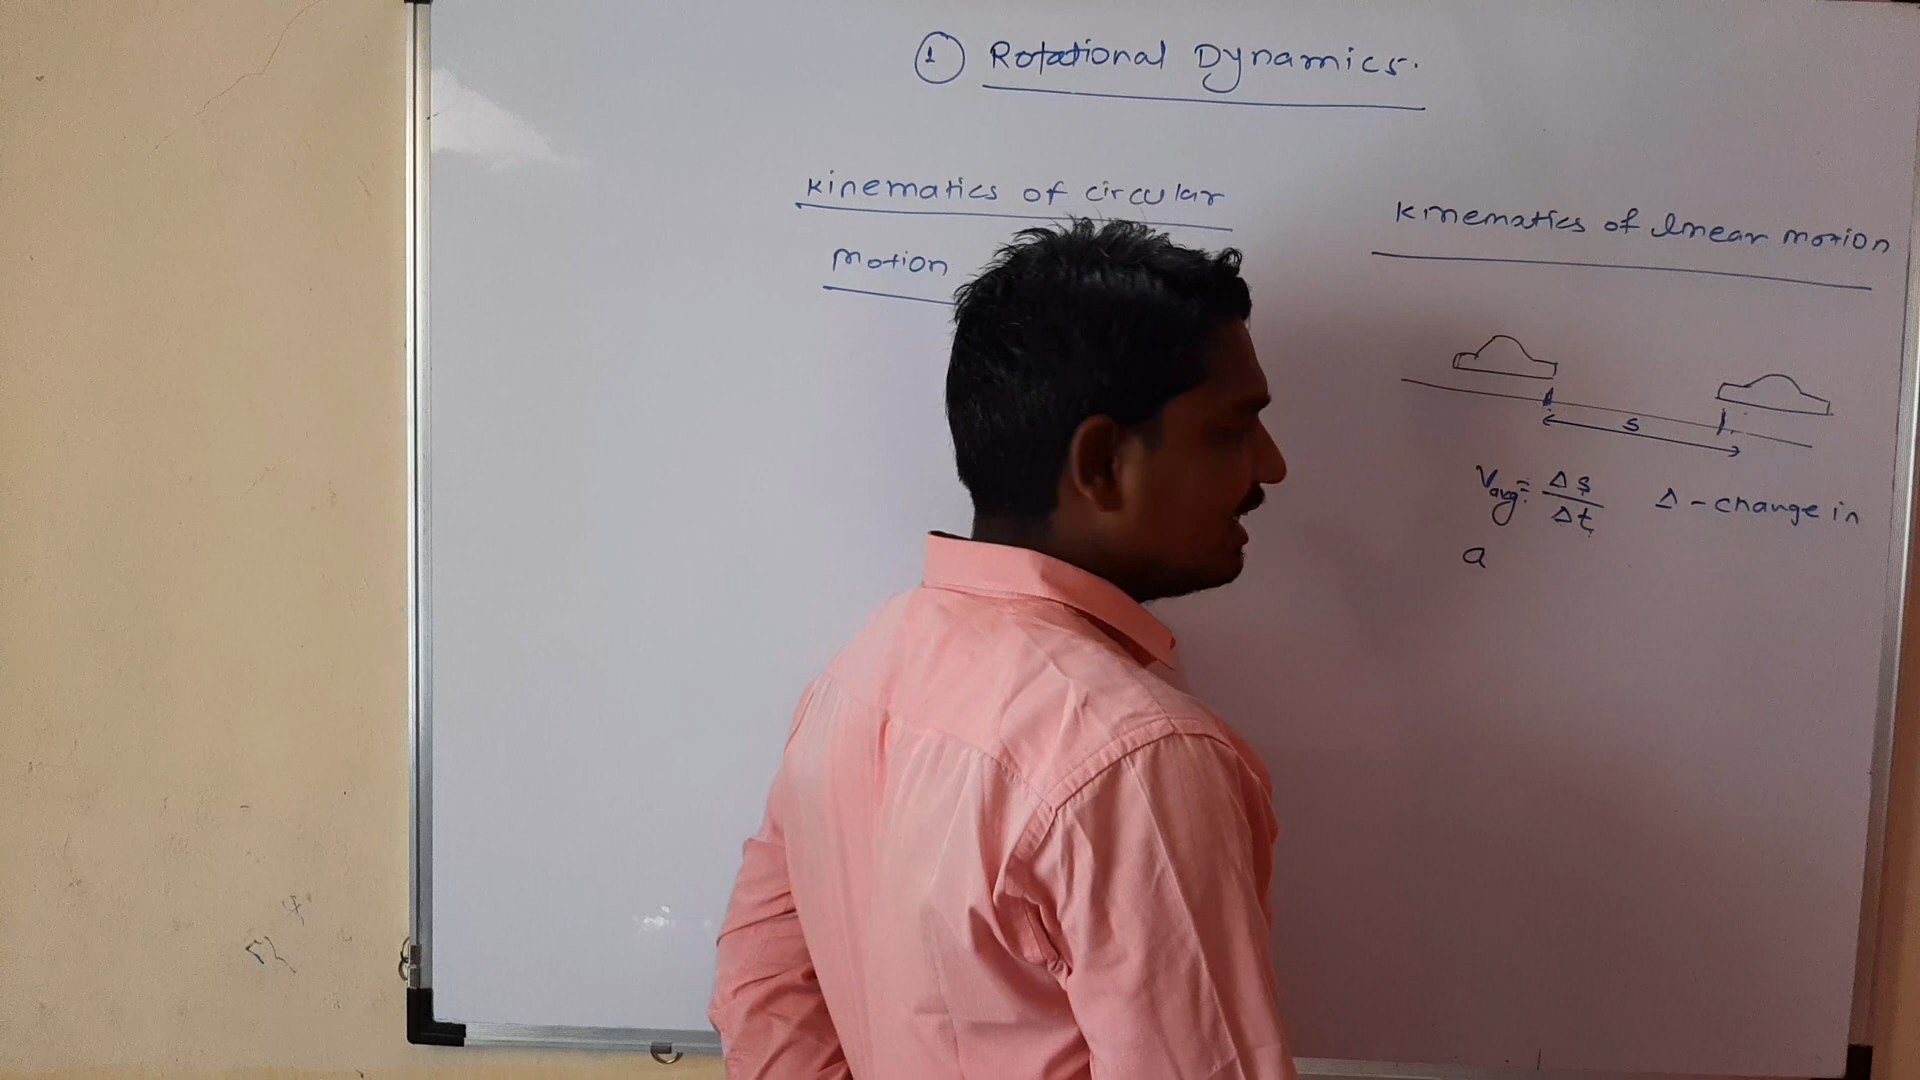 1 Rotational Dynamics.
Kinematics of circular
Motion
Kinematics of linear motion
s
Vavg = Δs/Δt Δ - change in
a